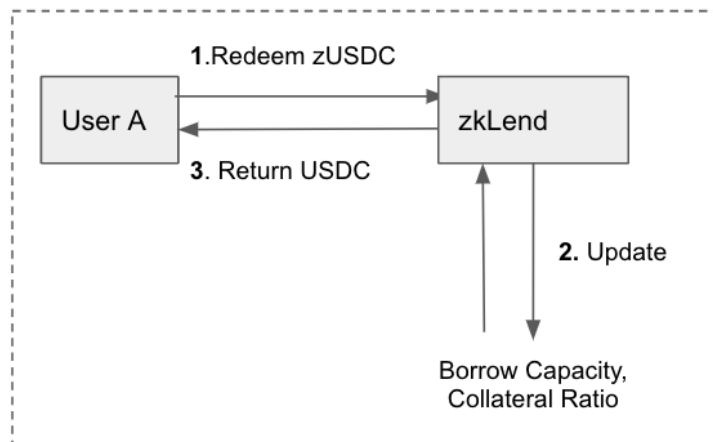 1.Redeem zUSDC
User A
zkLend
3. Return USDC
2. Update
Borrow Capacity,
Collateral Ratio